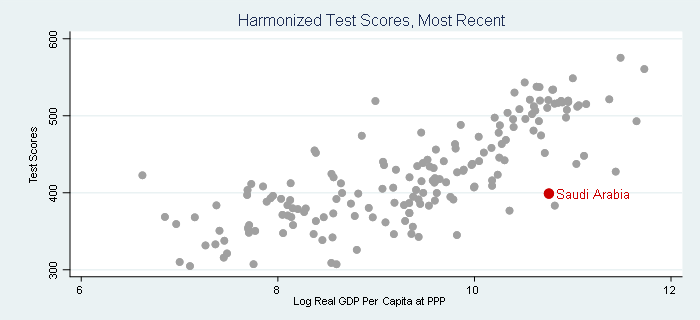 Harmonized Test Scores, Most Recent
600
500
400
300
Test Scores
Saudi Arabia
6
8
10
12
Log Real GDP Per Capita at PPP